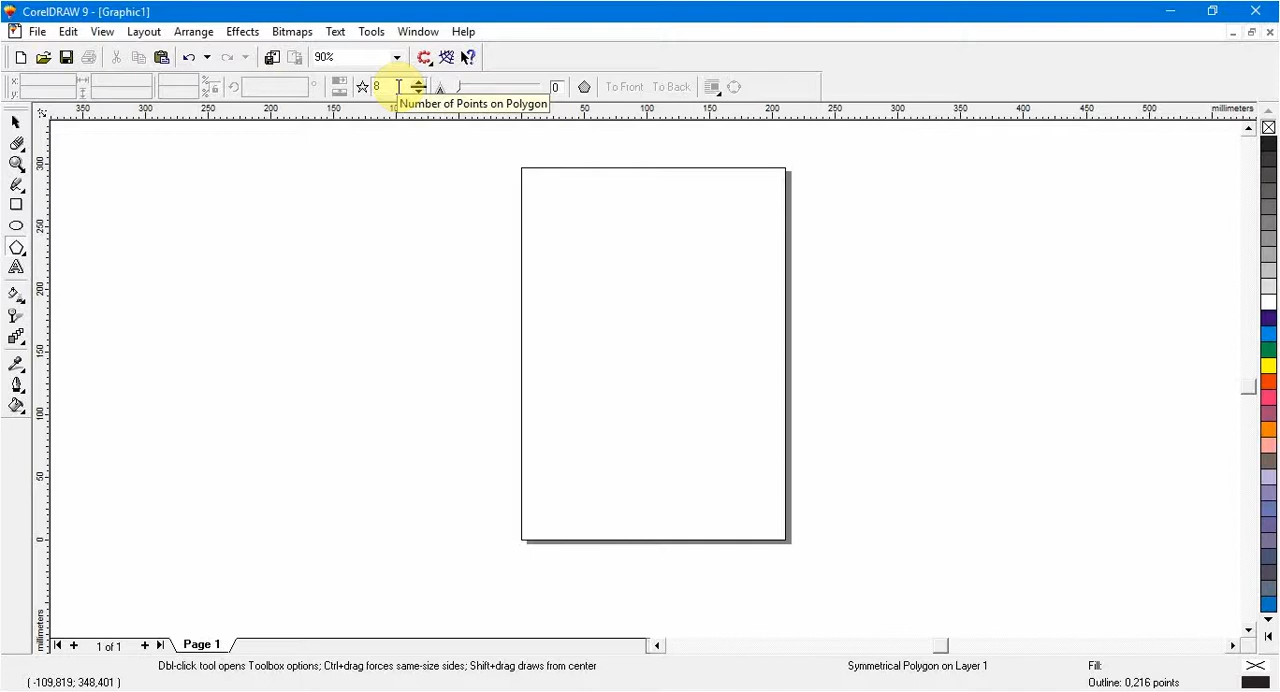 CorelDRAW 9 - [Graphic1]
File Edit View Layout Arrange Effects Bitmaps Text Tools Window Help
90%
x:
y:
%
%
8
0
To Front To Back
Number of Points on Polygon
350 300 250 200 150 50 100 150 200 250 300 350 400 450 500 millimeters
300
250
200
150
100
50
0
millimeters
1 of 1
Page 1
Dbl-click tool opens Toolbox options; Ctrl+drag forces same-size sides; Shift+drag draws from center
Symmetrical Polygon on Layer 1
Fill:
( -109,819; 348,401 )
Outline: 0,216 points